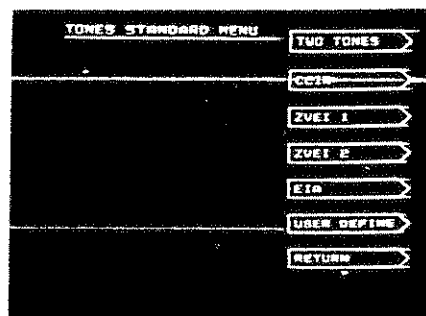 TONES STANDARD MENU
TWO TONES
CCIR
ZVEI 1
ZVEI 2
EIA
USER DEFINE
RETURN